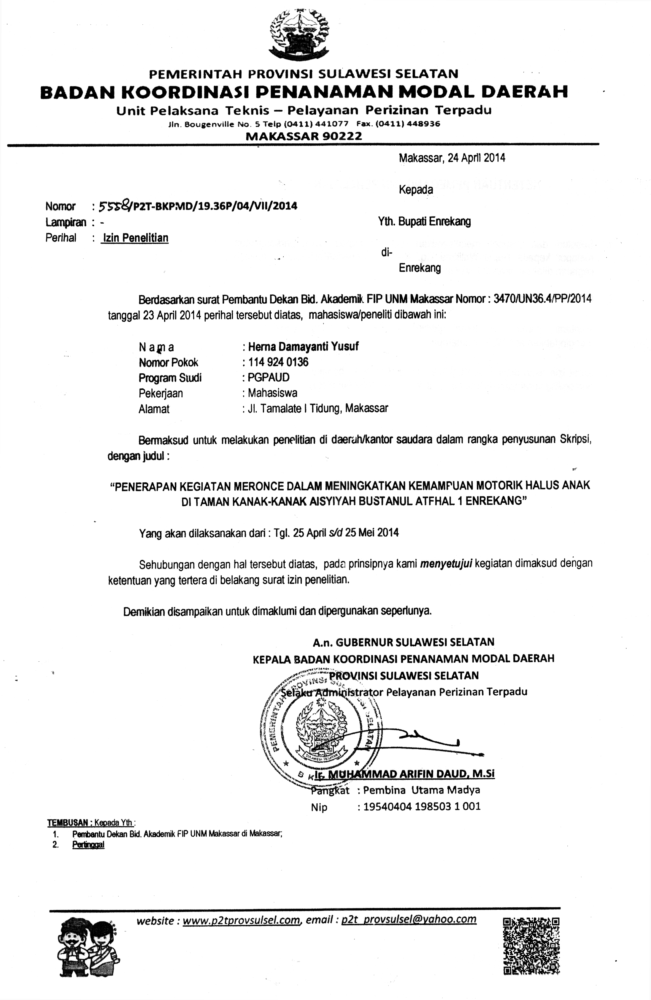 PEMERINTAH PROVINSI SULAWESI SELATAN
BADAN KOORDINASI PENANAMAN MODAL DAERAH
Unit Pelaksana Teknis – Pelayanan Perizinan Terpadu
Jln. Bougenville No. 5 Telp (0411) 441077 Fax. (0411) 448936
MAKASSAR 90222
Makassar, 24 April 2014
Kepada
Nomor : 5558/P2T-BKPMD/19.36P/04/VII/2014
Lampiran : -
Yth. Bupati Enrekang
Perihal : Izin Penelitian
di-
Enrekang
Berdasarkan surat Pembantu Dekan Bid. Akademik FIP UNM Makassar Nomor : 3470/UN36.4/PP/2014
tanggal 23 April 2014 perihal tersebut diatas, mahasiswa/peneliti dibawah ini:
N a m a : Herna Damayanti Yusuf
Nomor Pokok : 114 924 0136
Program Studi : PGPAUD
Pekerjaan : Mahasiswa
Alamat : Jl. Tamalate I Tidung, Makassar
Bermaksud untuk melakukan penelitian di daerah/kantor saudara dalam rangka penyusunan Skripsi,
dengan judul :
“PENERAPAN KEGIATAN MERONCE DALAM MENINGKATKAN KEMAMPUAN MOTORIK HALUS ANAK
DI TAMAN KANAK-KANAK AISYIYAH BUSTANUL ATFHAL 1 ENREKANG”
Yang akan dilaksanakan dari : Tgl. 25 April s/d 25 Mei 2014
Sehubungan dengan hal tersebut diatas, pada prinsipnya kami menyetujui kegiatan dimaksud dengan
ketentuan yang tertera di belakang surat izin penelitian.
Demikian disampaikan untuk dimaklumi dan dipergunakan seperlunya.
A.n. GUBERNUR SULAWESI SELATAN
KEPALA BADAN KOORDINASI PENANAMAN MODAL DAERAH
PROVINSI SULAWESI SELATAN
Selaku Administrator Pelayanan Perizinan Terpadu
PEMERINTAH PROVINSI SULAWESI SELATAN
SULAWESI SELATAN
Ir. MUHAMMAD ARIFIN DAUD, M.Si
Pangkat : Pembina Utama Madya
Nip : 19540404 198503 1 001
TEMBUSAN : Kepada Yth :
1. Pembantu Dekan Bid. Akademik FIP UNM Makassar di Makassar;
2. Pertinggal
website : www.p2tprovsulsel.com, email : p2t_provsulsel@yahoo.com